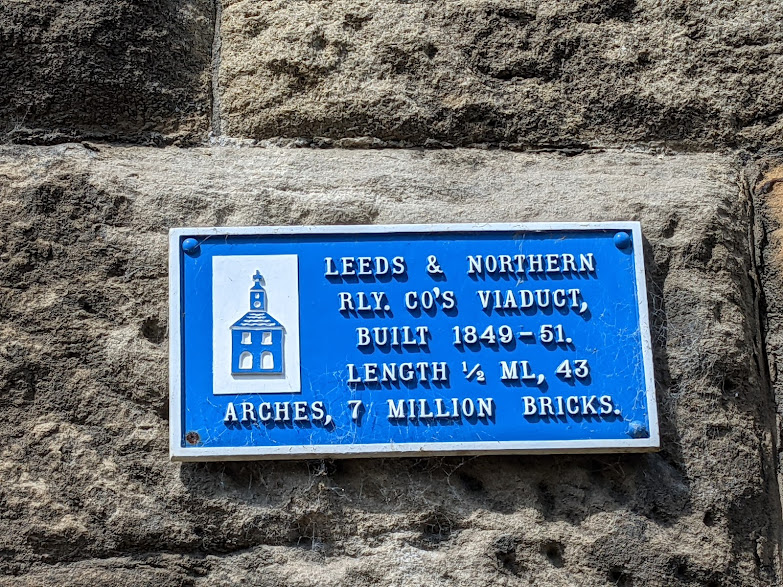 LEEDS & NORTHERN
RLY. CO'S VIADUCT,
BUILT 1849-51.
LENGTH ½ ML, 43
ARCHES, 7 MILLION BRICKS.